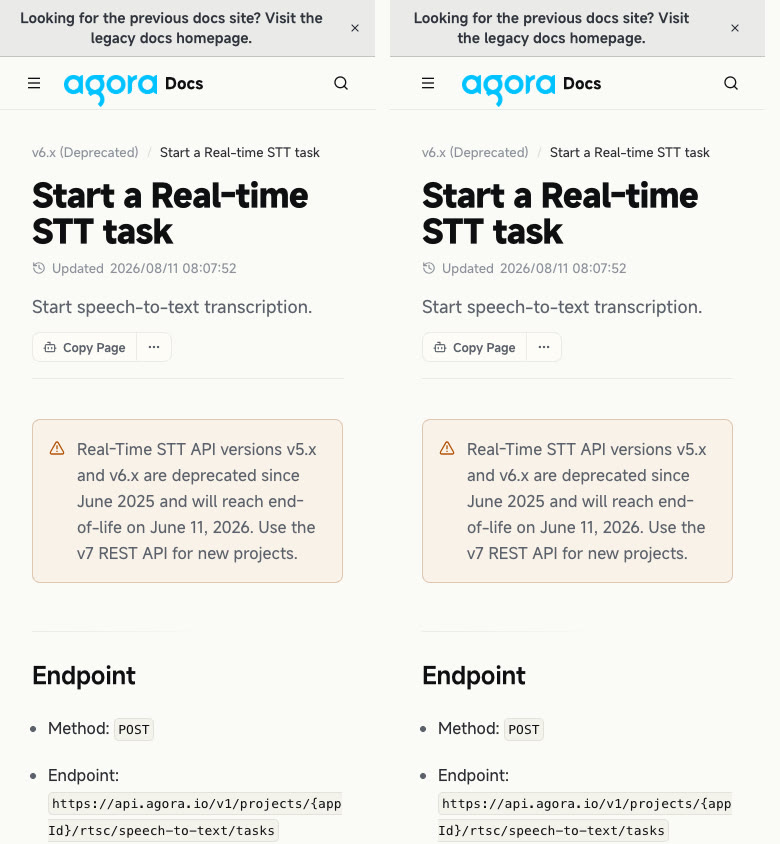 Looking for the previous docs site? Visit the
legacy docs homepage.
agora Docs
v6.x (Deprecated) / Start a Real-time STT task
Start a Real-time
STT task
Updated 2026/08/11 08:07:52
Start speech-to-text transcription.
Copy Page
Real-Time STT API versions v5.x
and v6.x are deprecated since
June 2025 and will reach end-
of-life on June 11, 2026. Use the
v7 REST API for new projects.
Endpoint
Method: POST
Endpoint:
https://api.agora.io/v1/projects/{app
Id}/rtsc/speech-to-text/tasks
Looking for the previous docs site? Visit
the legacy docs homepage.
agora Docs
v6.x (Deprecated) / Start a Real-time STT task
Start a Real-time
STT task
Updated 2026/08/11 08:07:52
Start speech-to-text transcription.
Copy Page
Real-Time STT API versions v5.x
and v6.x are deprecated since
June 2025 and will reach end-
of-life on June 11, 2026. Use the
v7 REST API for new projects.
Endpoint
Method: POST
Endpoint:
https://api.agora.io/v1/projects/{app
Id}/rtsc/speech-to-text/tasks